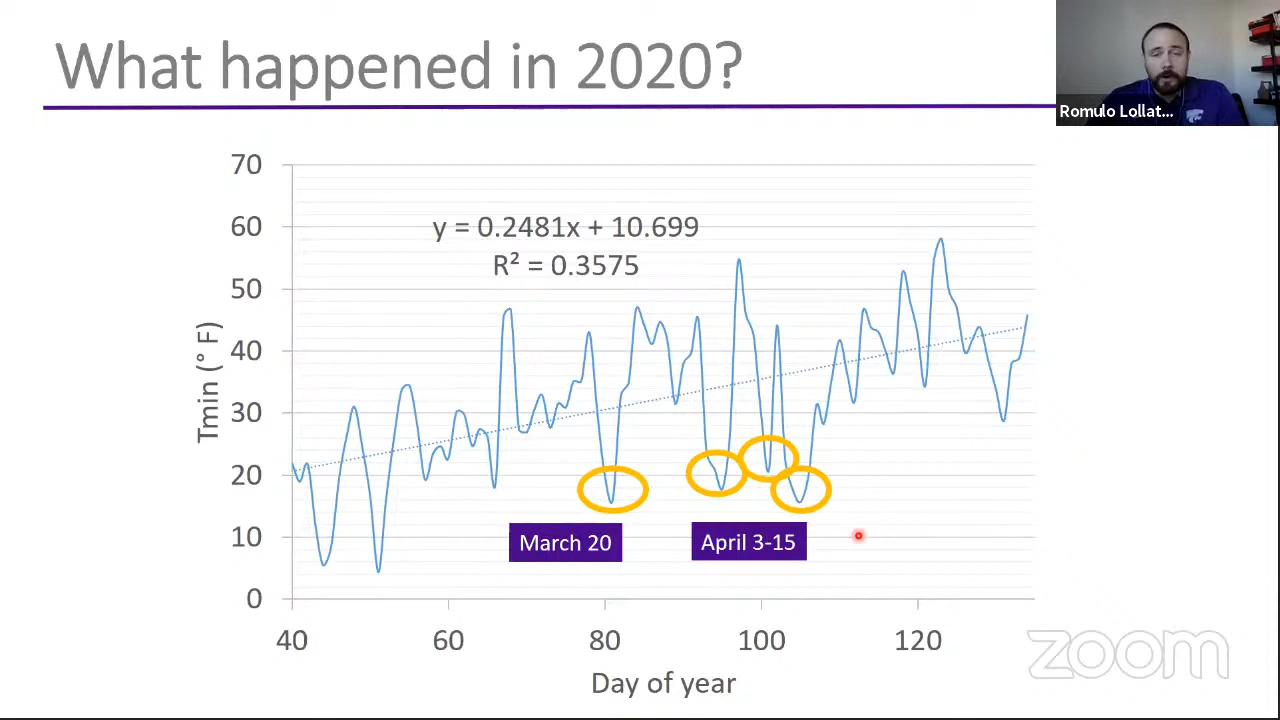 What happened in 2020?
Romulo Lollat...
70
60
50
40
30
20
10
0
Tmin (° F)
y = 0.2481x + 10.699
R² = 0.3575
March 20
April 3-15
40
60
80
100
120
Day of year
zoom